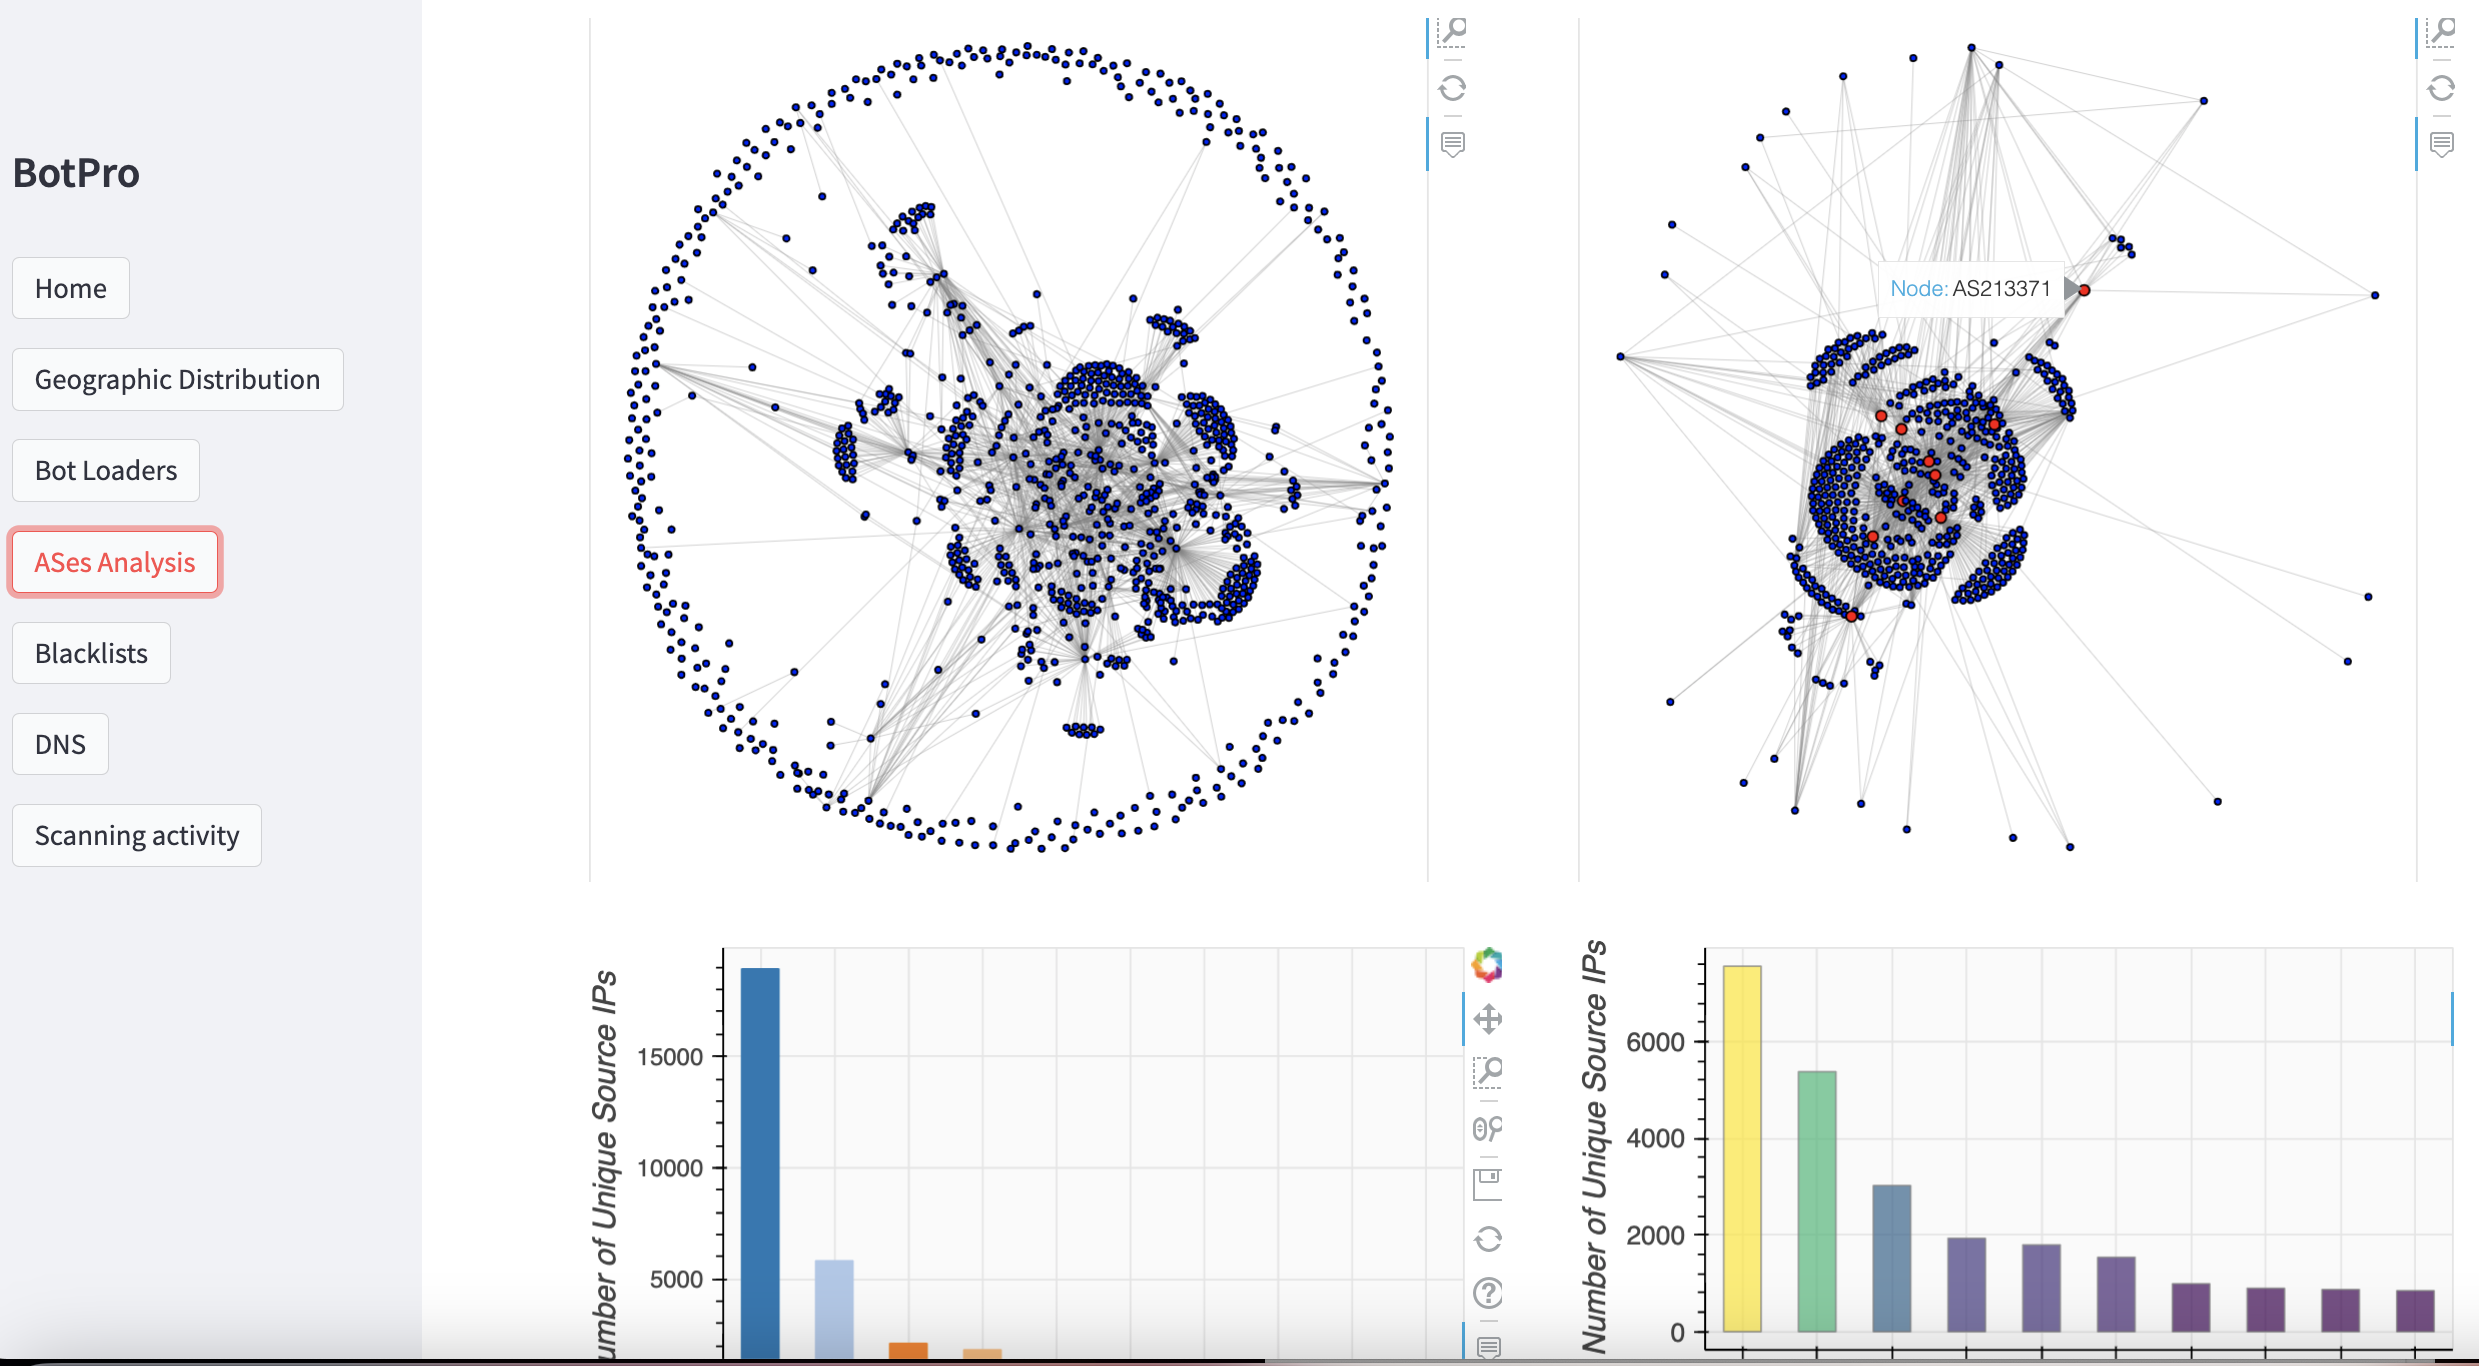 BotPro
Home
Geographic Distribution
Bot Loaders
ASes Analysis
Blacklists
DNS
Scanning activity
Node: AS213371
umber of Unique Source IPs
15000
10000
5000
Number of Unique Source IPs
6000
4000
2000
0